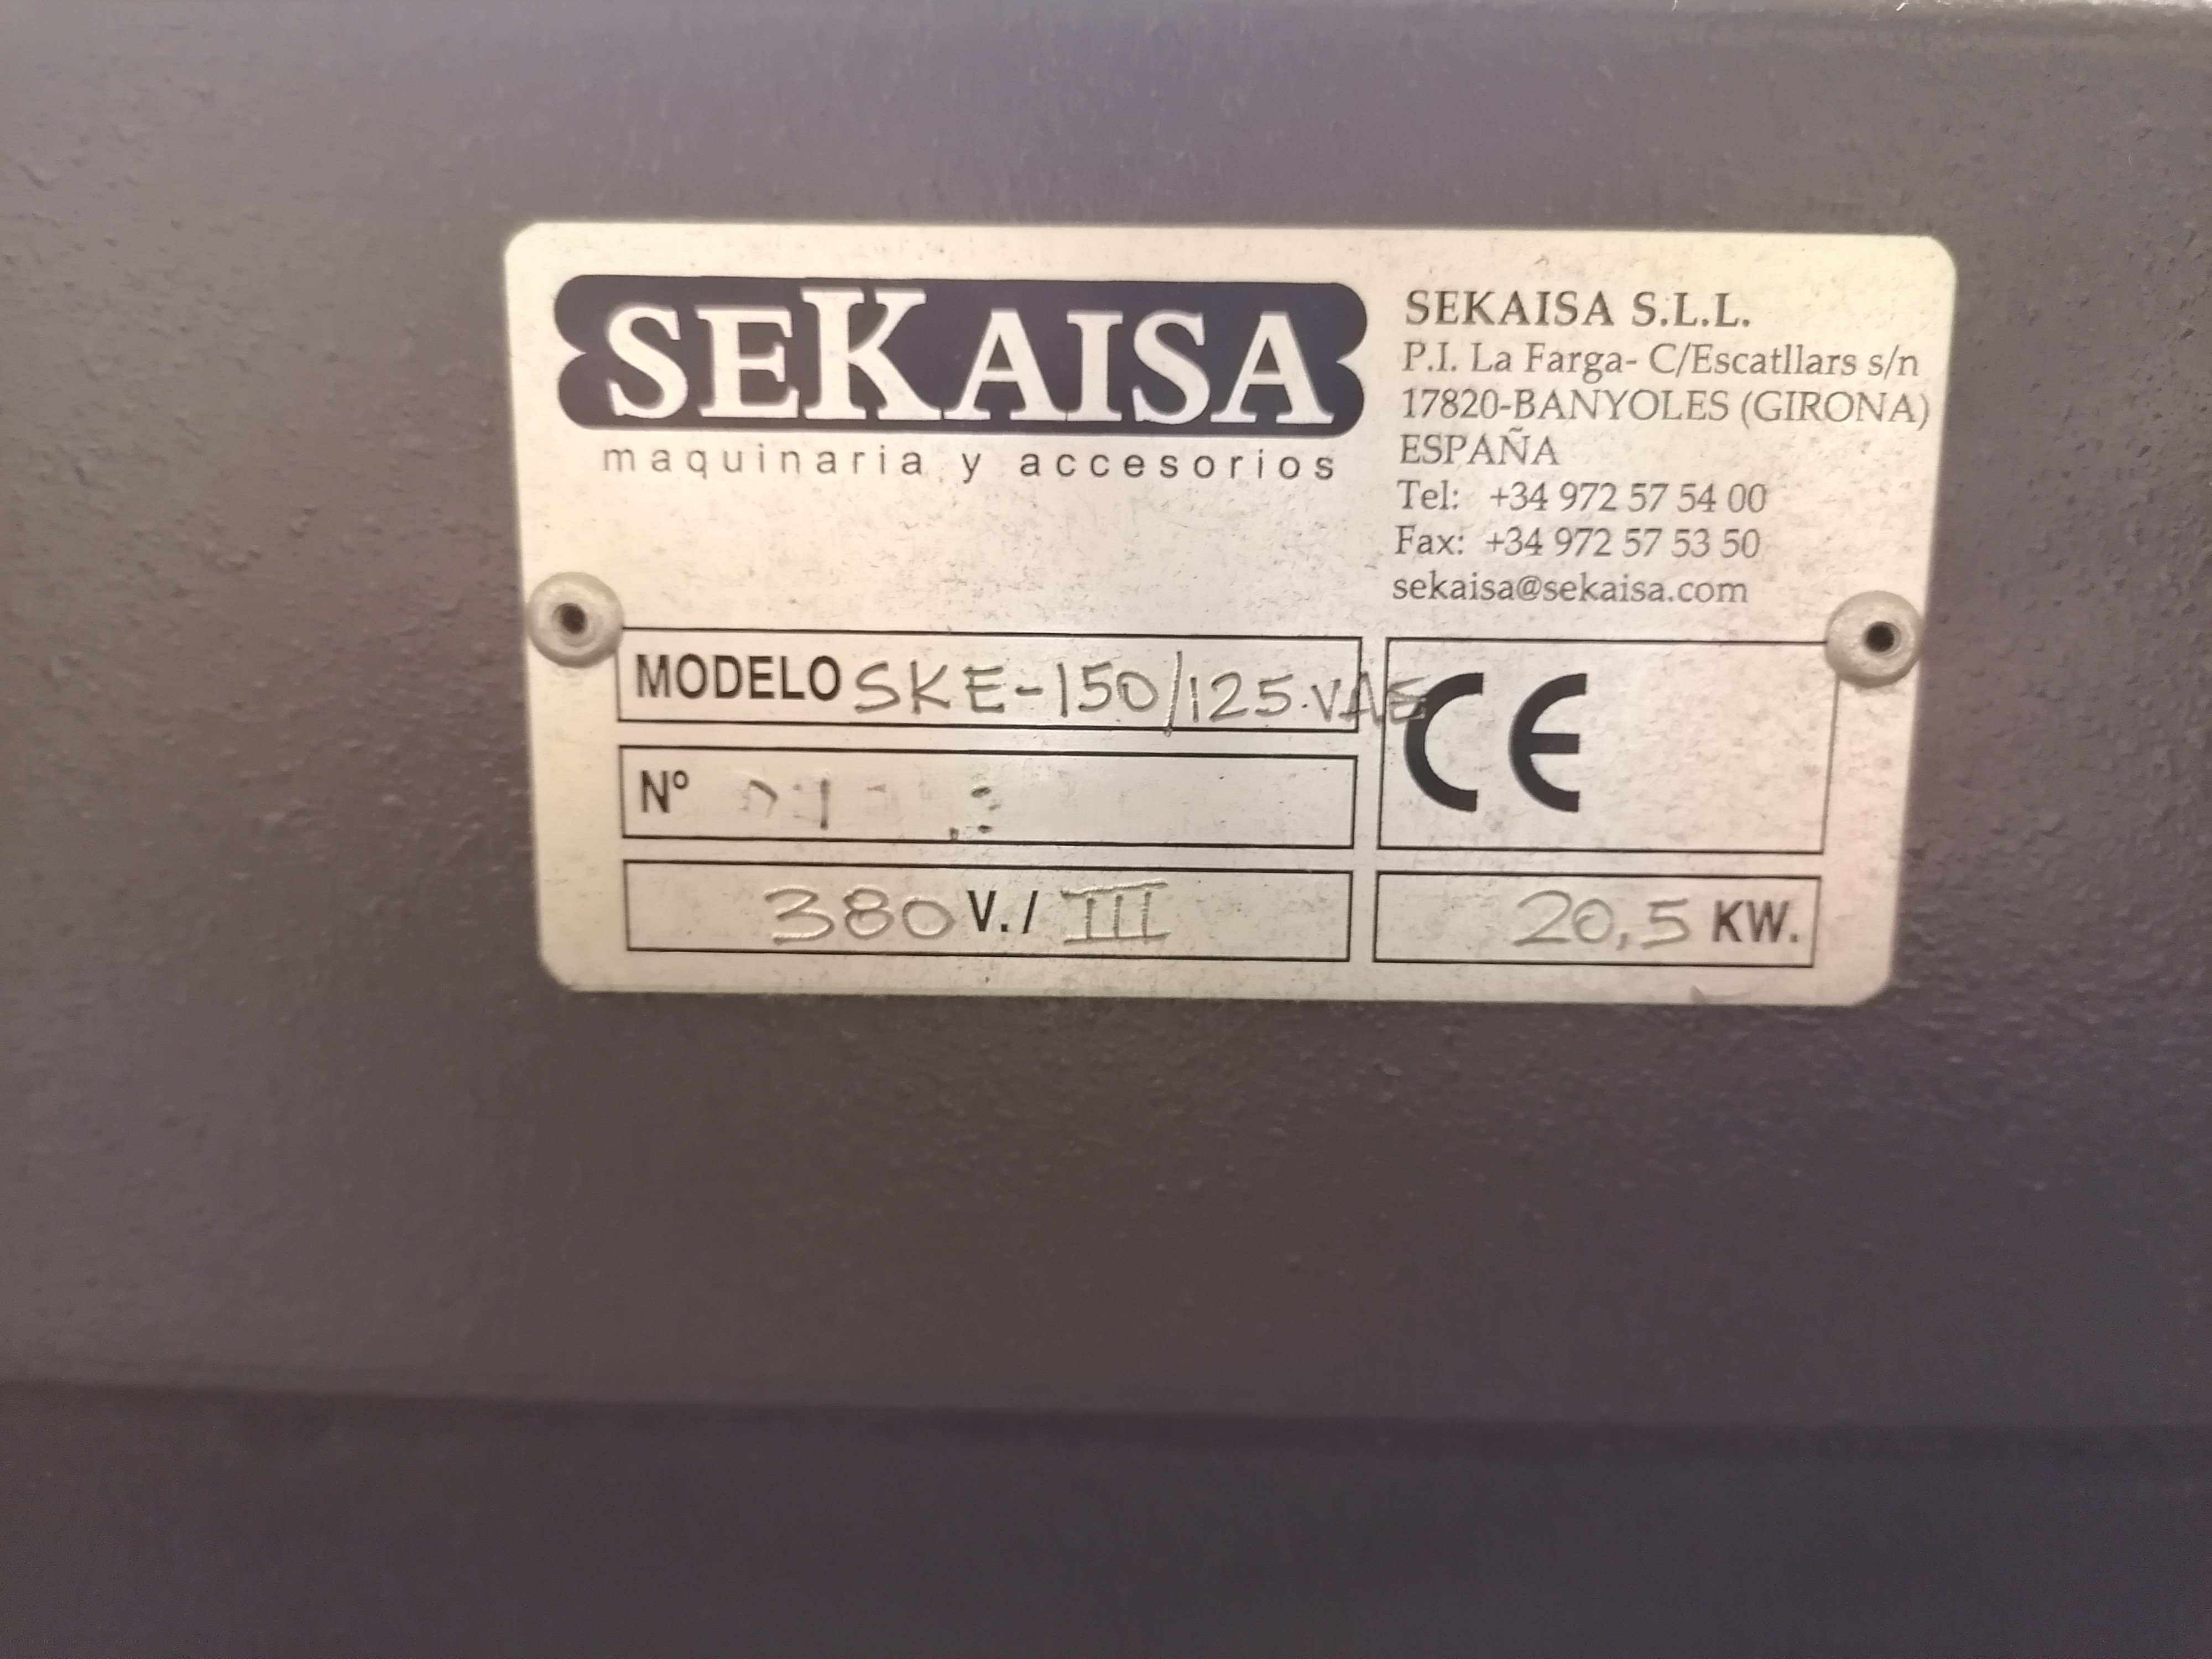 SEKAISA
maquinaria y accesorios
SEKAISA S.L.L.
P.I. La Farga- C/Escatllars s/n
17820-BANYOLES (GIRONA)
ESPAÑA
Tel: +34 972 57 54 00
Fax: +34 972 57 53 50
sekaisa@sekaisa.com
MODELO SKE-150/125.VAE
CE
Nº
380 V. / III
20,5 KW.